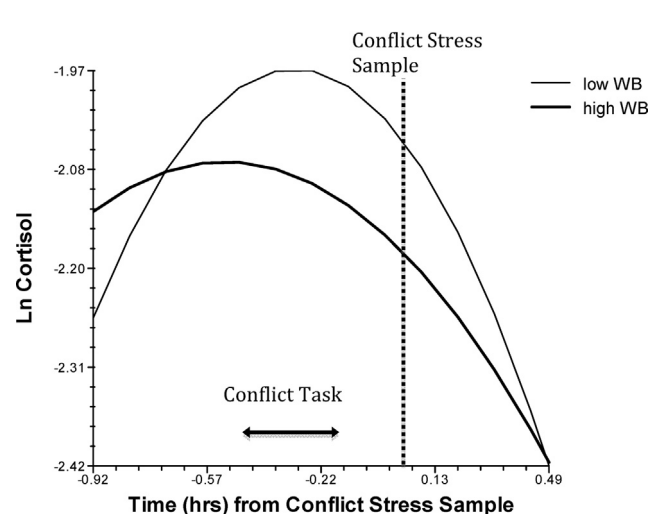 Conflict Stress
Sample
low WB
high WB
-1.97
-2.08
-2.20
-2.31
-2.42
Ln Cortisol
Conflict Task
-0.92
-0.57
-0.22
0.13
0.49
Time (hrs) from Conflict Stress Sample